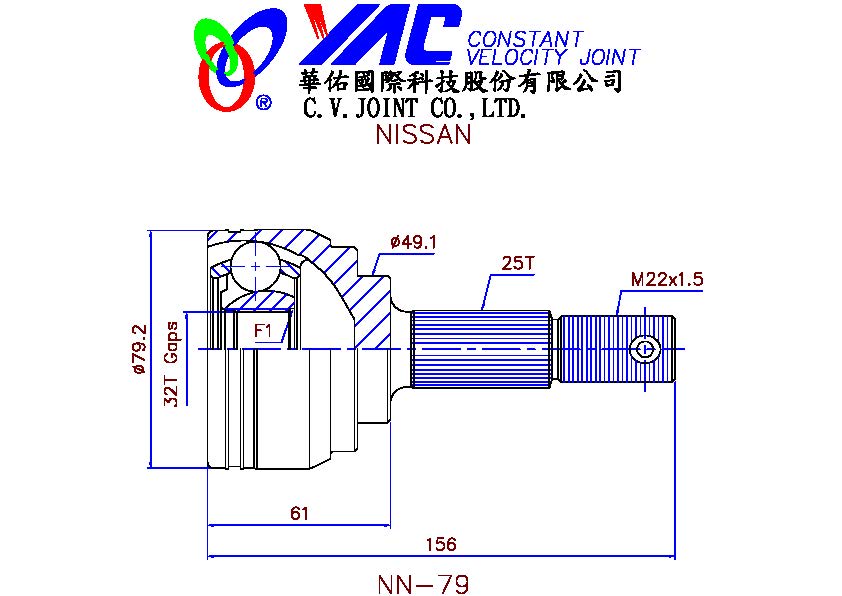 YAC CONSTANT
VELOCITY JOINT
®
華佑國際科技股份有限公司
C.V.JOINT CO.,LTD.
NISSAN
ø49.1
25T
M22x1.5
ø79.2
32T Gaps
F1
61
156
NN-79